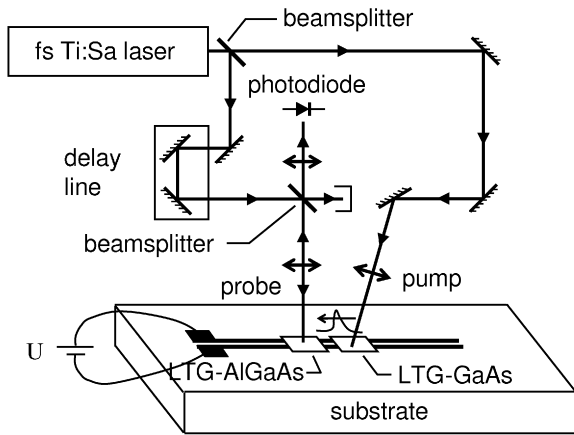 beamsplitter
fs Ti:Sa laser
photodiode
delay
line
beamsplitter
probe
pump
U
LTG-AlGaAs
LTG-GaAs
substrate